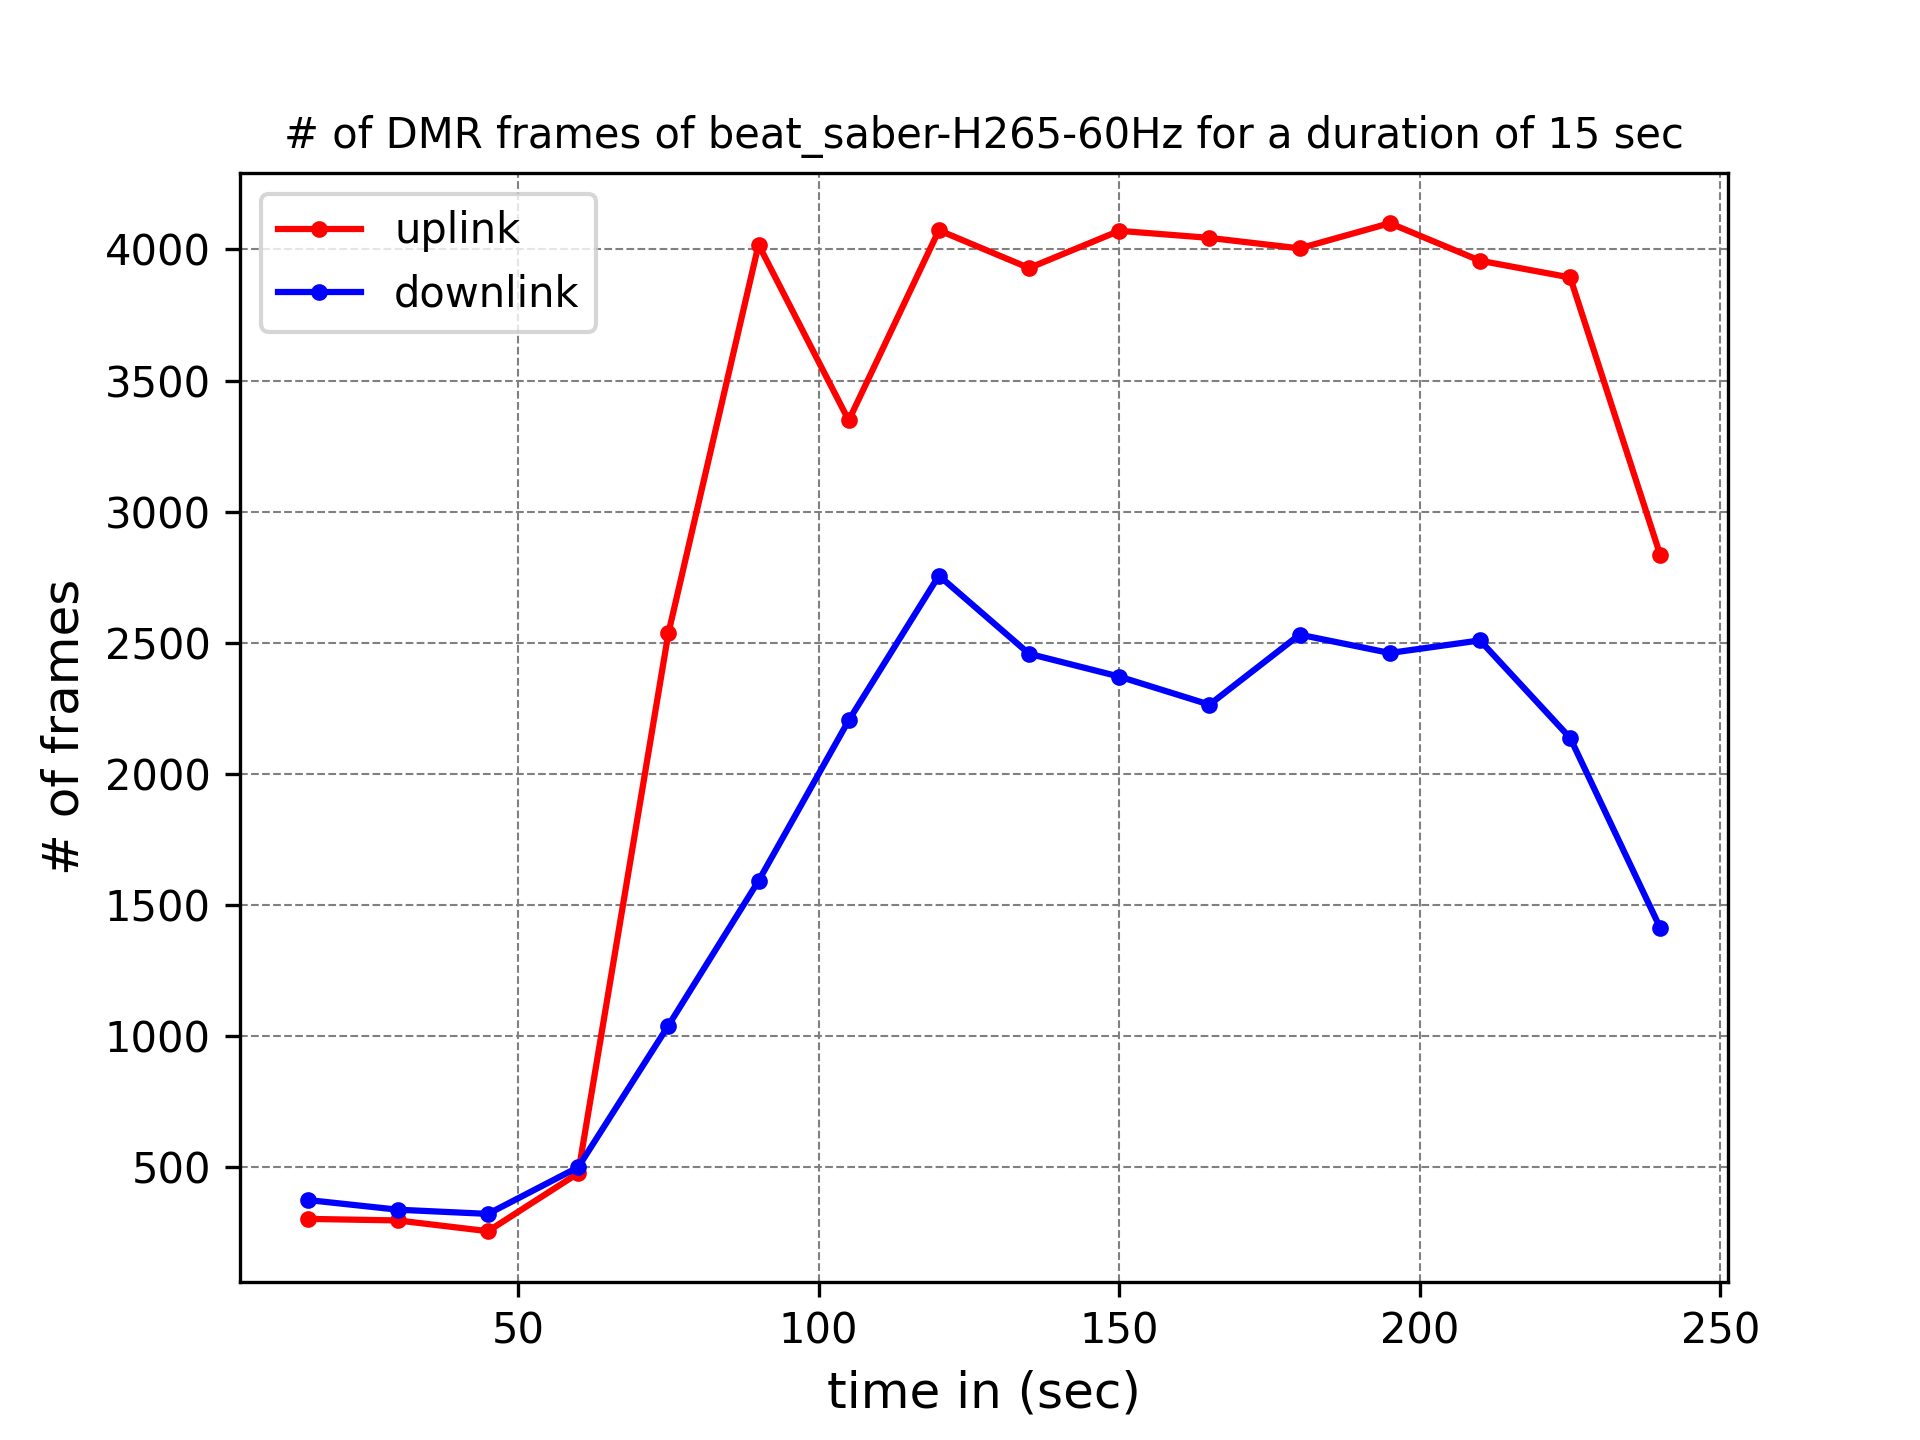 # of DMR frames of beat_saber-H265-60Hz for a duration of 15 sec
uplink
downlink
4000
3500
3000
2500
2000
1500
1000
500
# of frames
50 100 150 200 250
time in (sec)